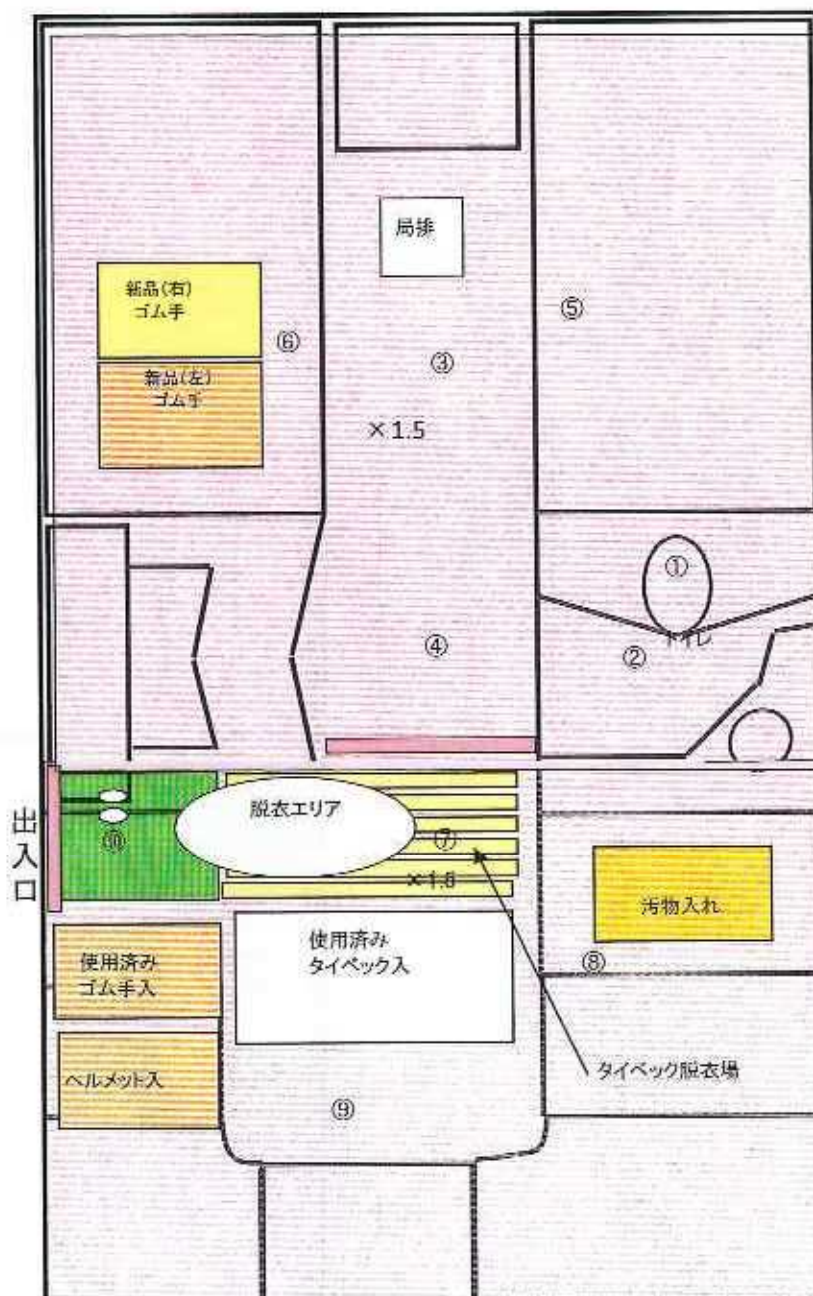 局排
新品(右)
ゴム手
⑤
⑥
③
新品(左)
ゴム手
×1.5
①
トイレ
④
②
出入口
脱衣エリア
⑩
⑦
×1.5
汚物入れ
使用済み
タイベック入
使用済み
ゴム手入
⑧
タイベック脱衣場
ヘルメット入
⑨